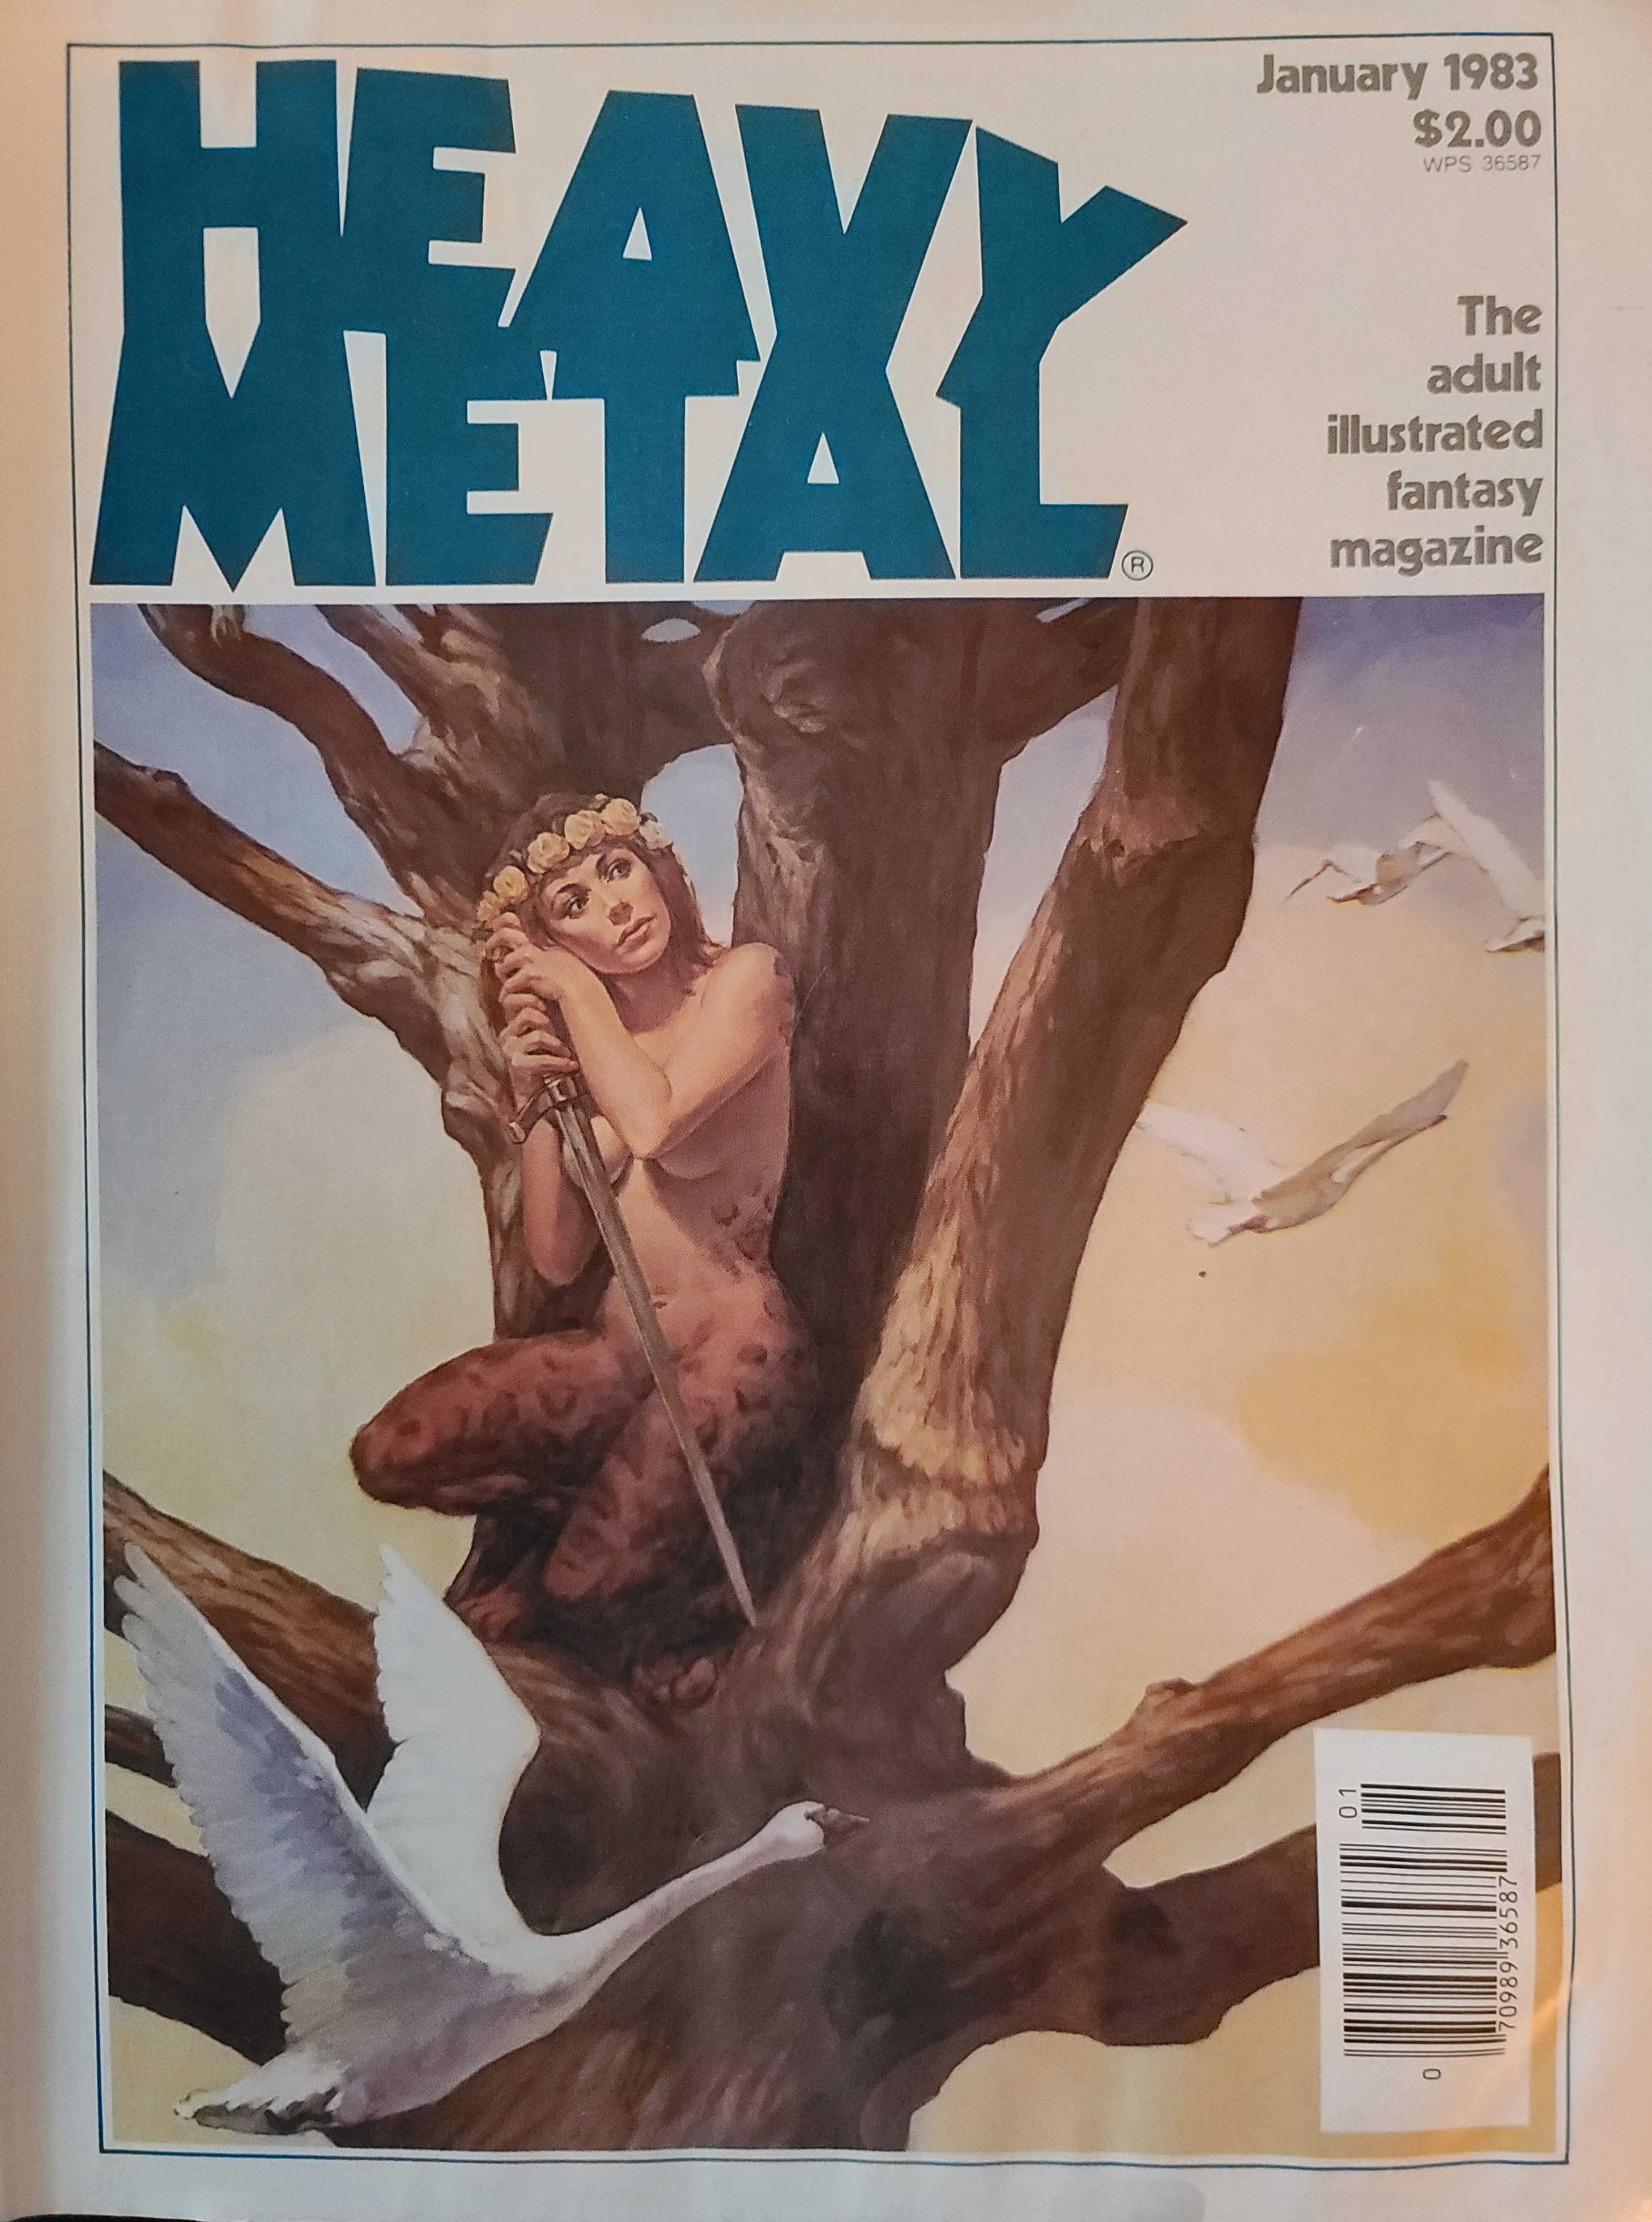 HEAVY
METAL
®
January 1983
$2.00
WPS 36587
The
adult
illustrated
fantasy
magazine
01
70989 36587
0